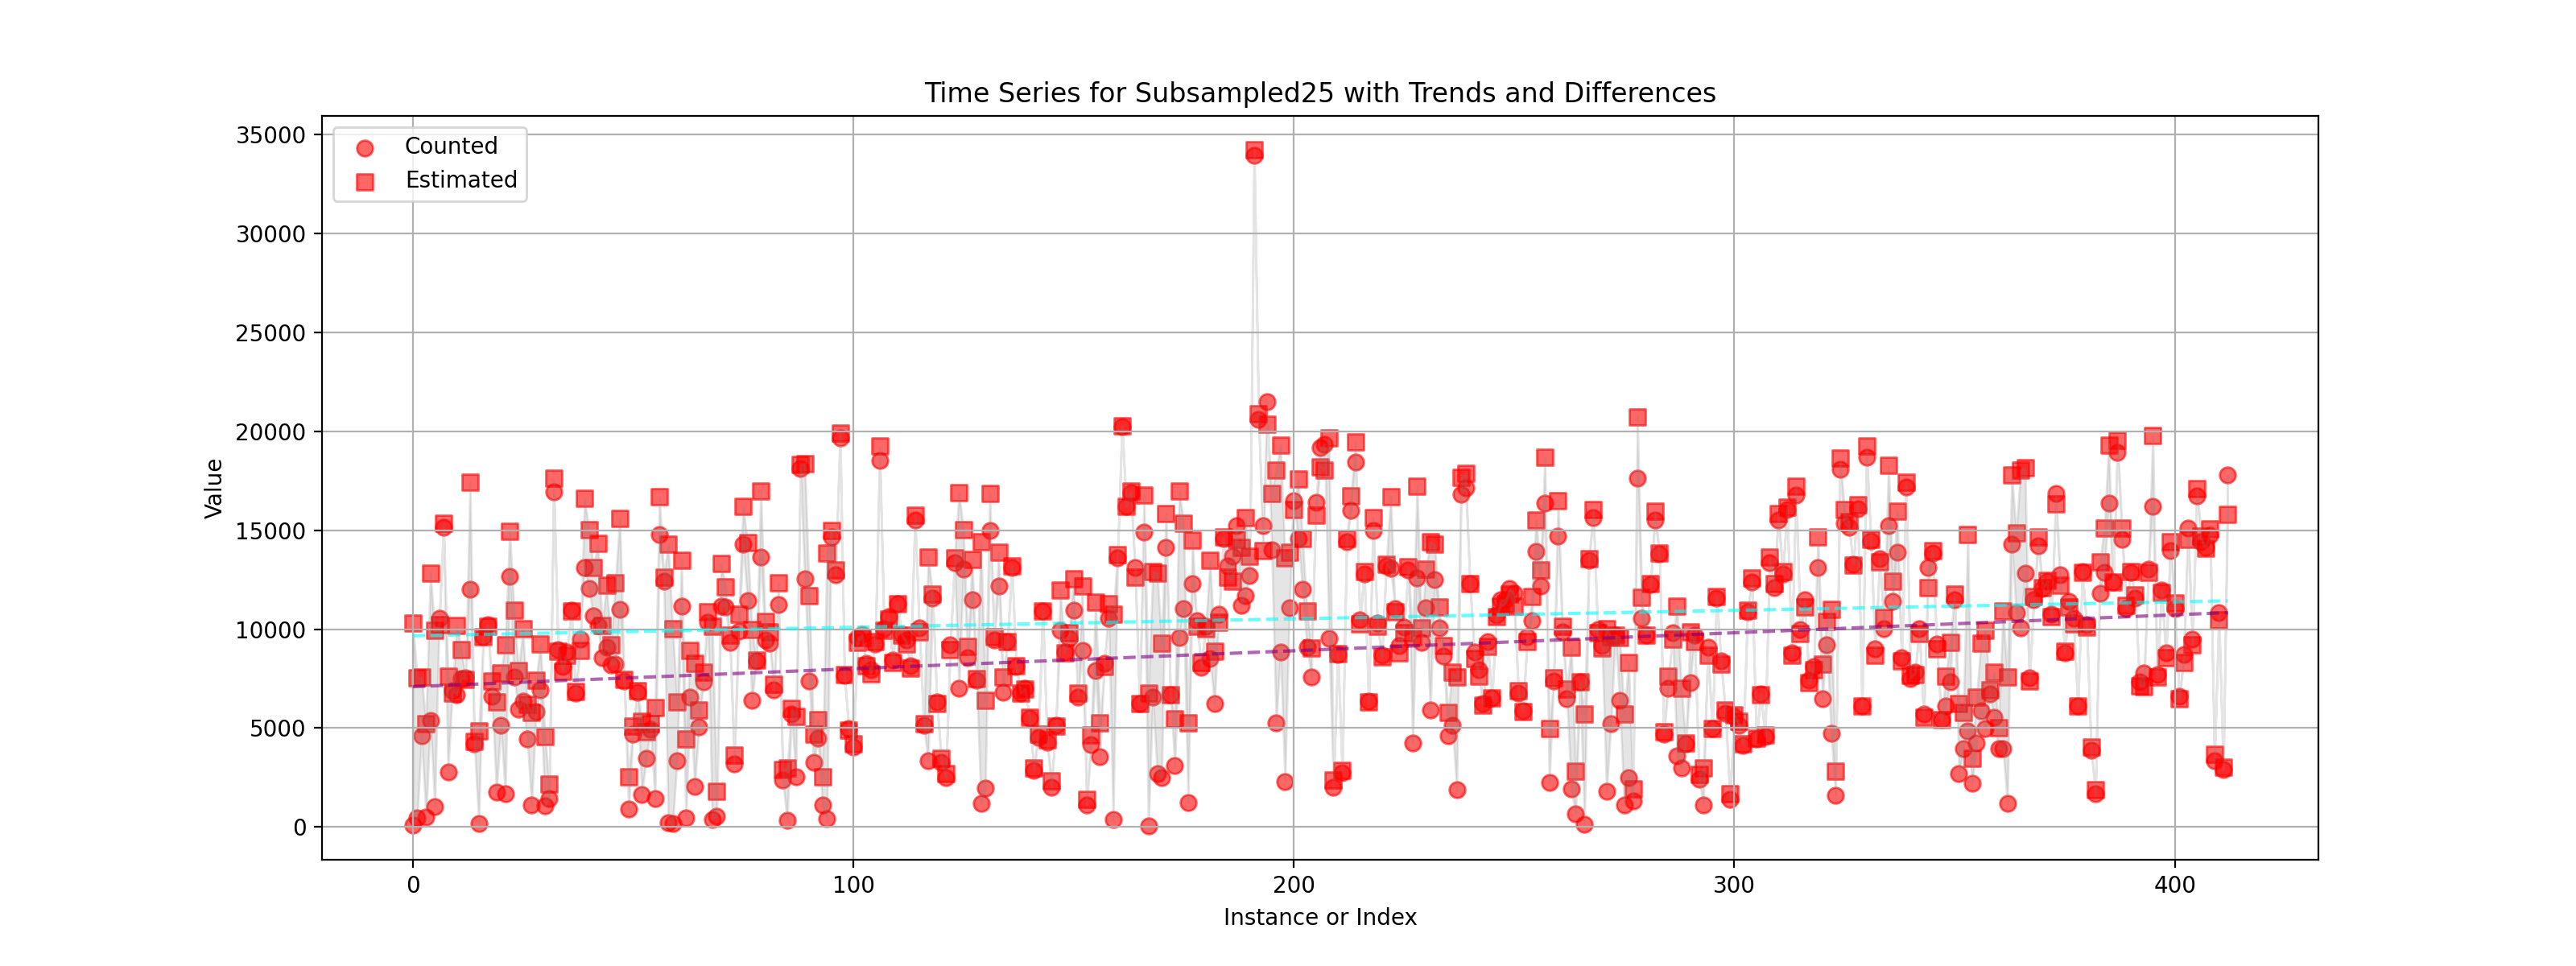 Time Series for Subsampled25 with Trends and Differences
Counted
Estimated
Value
35000
30000
25000
20000
15000
10000
5000
0
0 100 200 300 400
Instance or Index